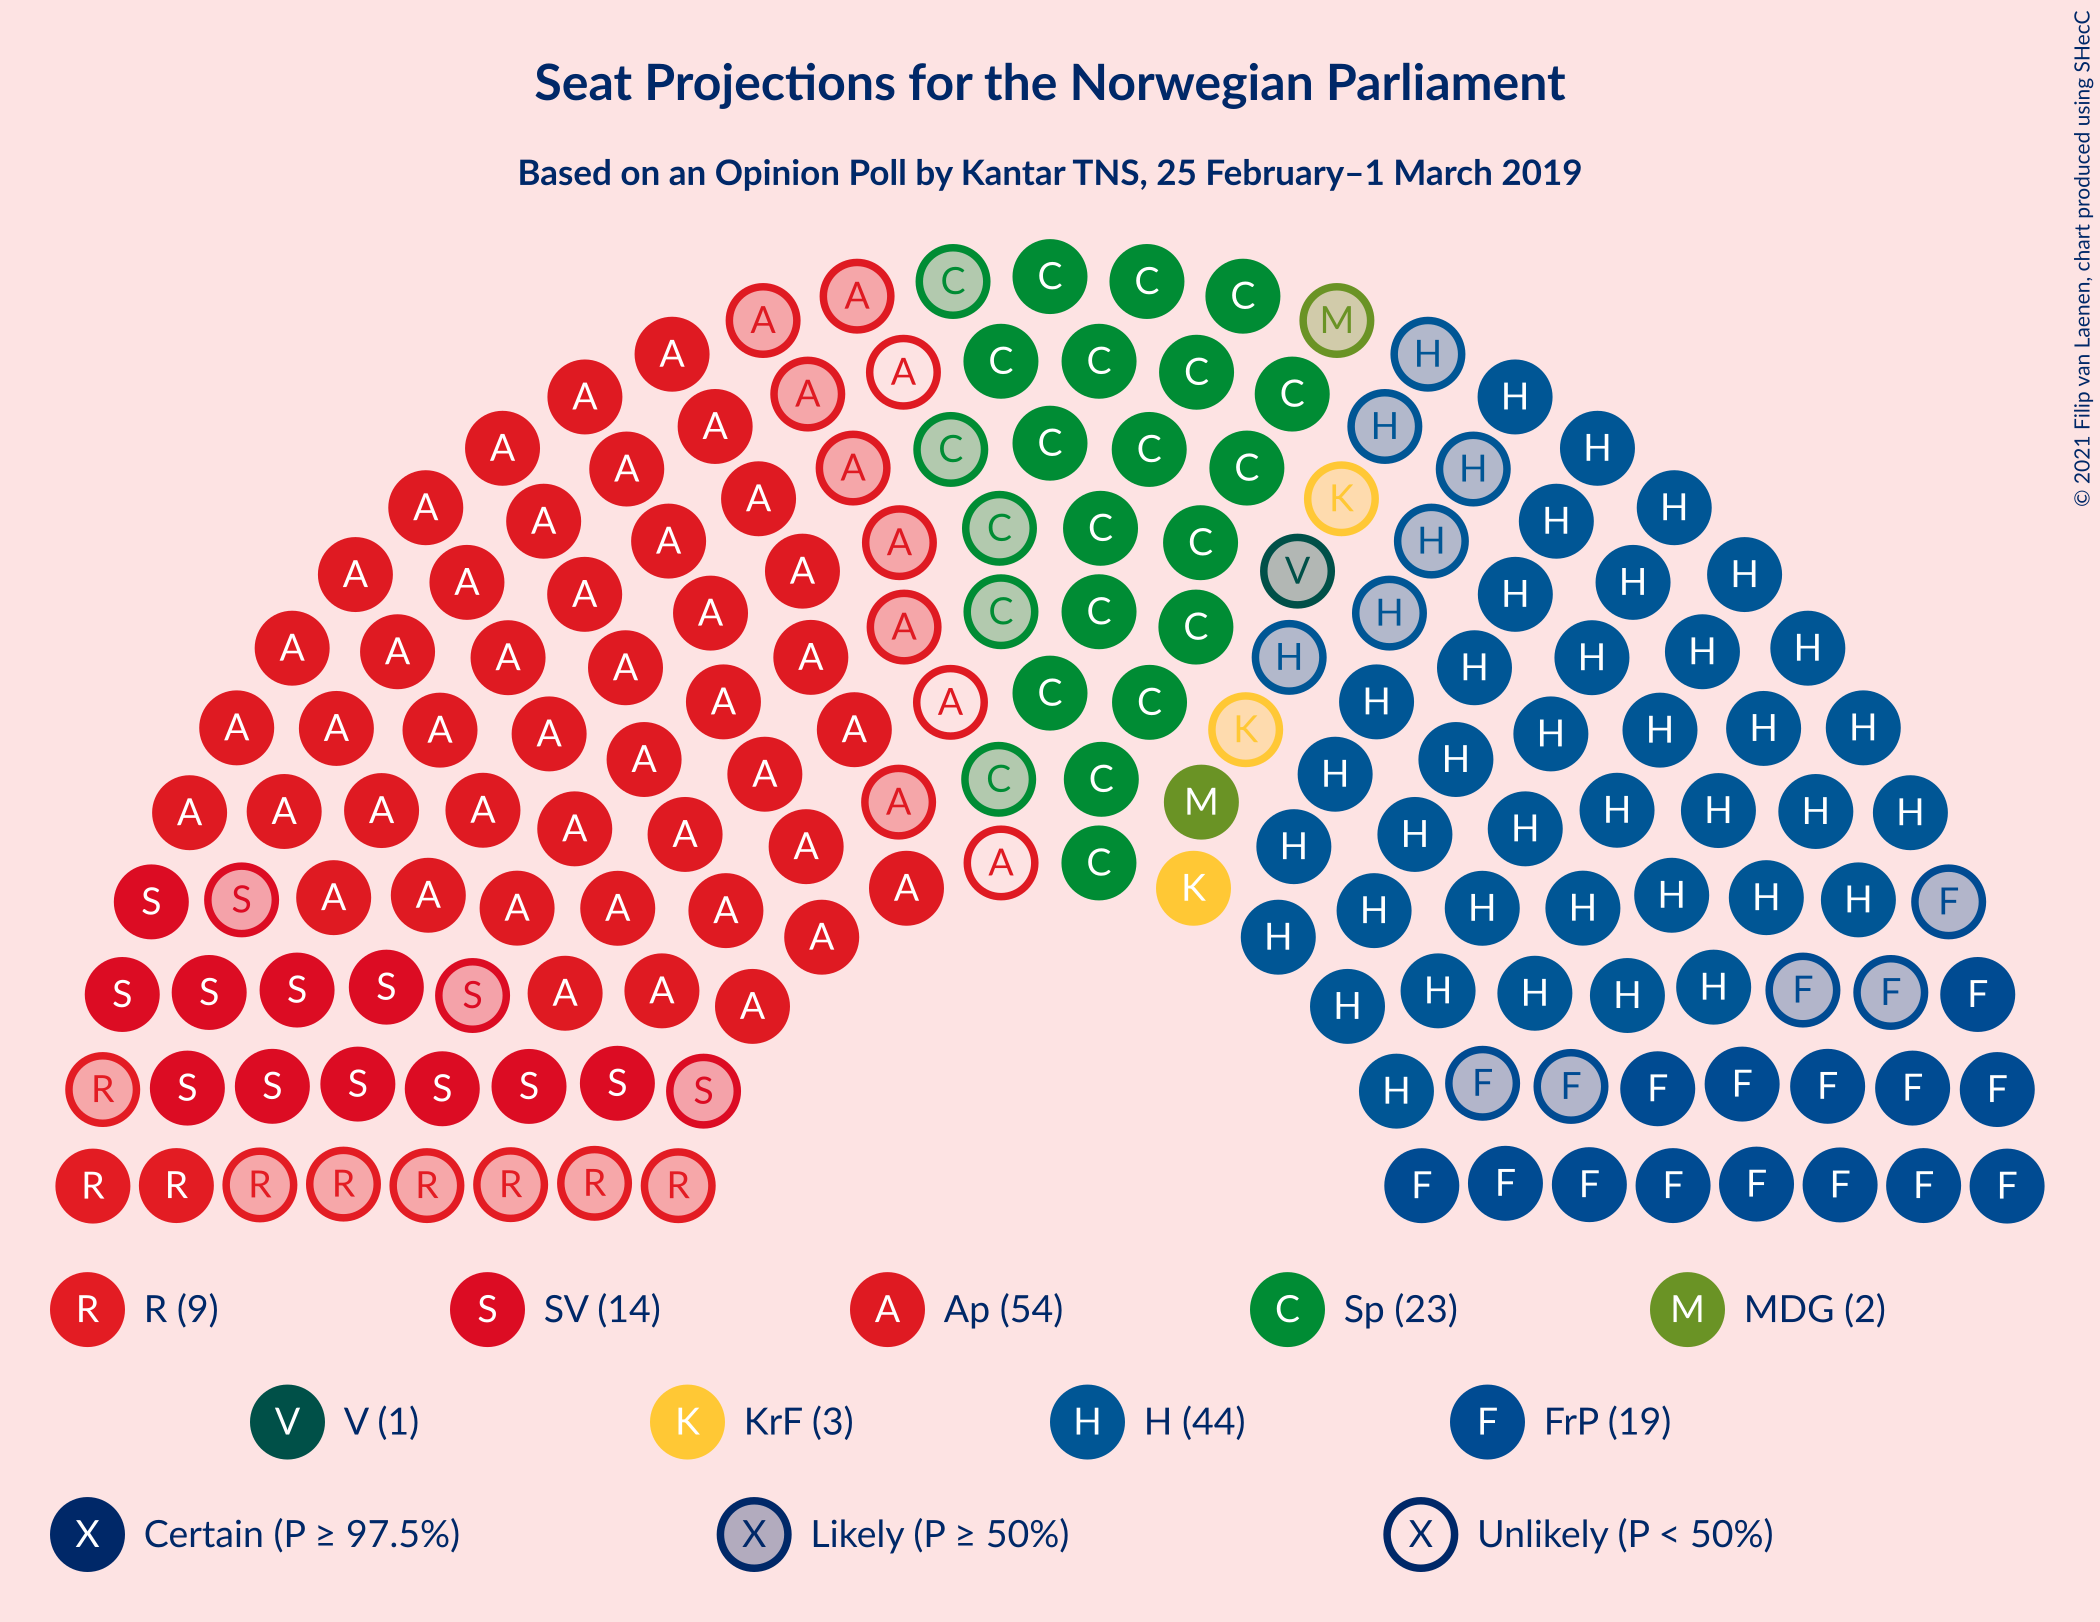 Seat Projections for the Norwegian Parliament
Based on an Opinion Poll by Kantar TNS, 25 February–1 March 2019
© 2021 Filip van Laenen, chart produced using SHecC
C C C C
A A M
A H
A C C C C H
A A C H
A A H H
A C C C C H
A A K
A A H H
A A C C C H
A A V H
A A C C C H H
A A H H
A A A A A H H H H
A A A C C H H H
A A A A A K H H H H
A A C C M H H
A A A A A A H H H H H H
A A C C H H
S S A A A A A A K H H H H H H F
A H
S S S S S A A A H H H H H F F F
R S S S S S S S H F F F F F F F
R R R R R R R R F F F F F F F F
R R (9) S SV (14) A Ap (54) C Sp (23) M MDG (2)
V V (1) K KrF (3) H H (44) F FrP (19)
X Certain (P ≥ 97.5%) X Likely (P ≥ 50%) X Unlikely (P < 50%)